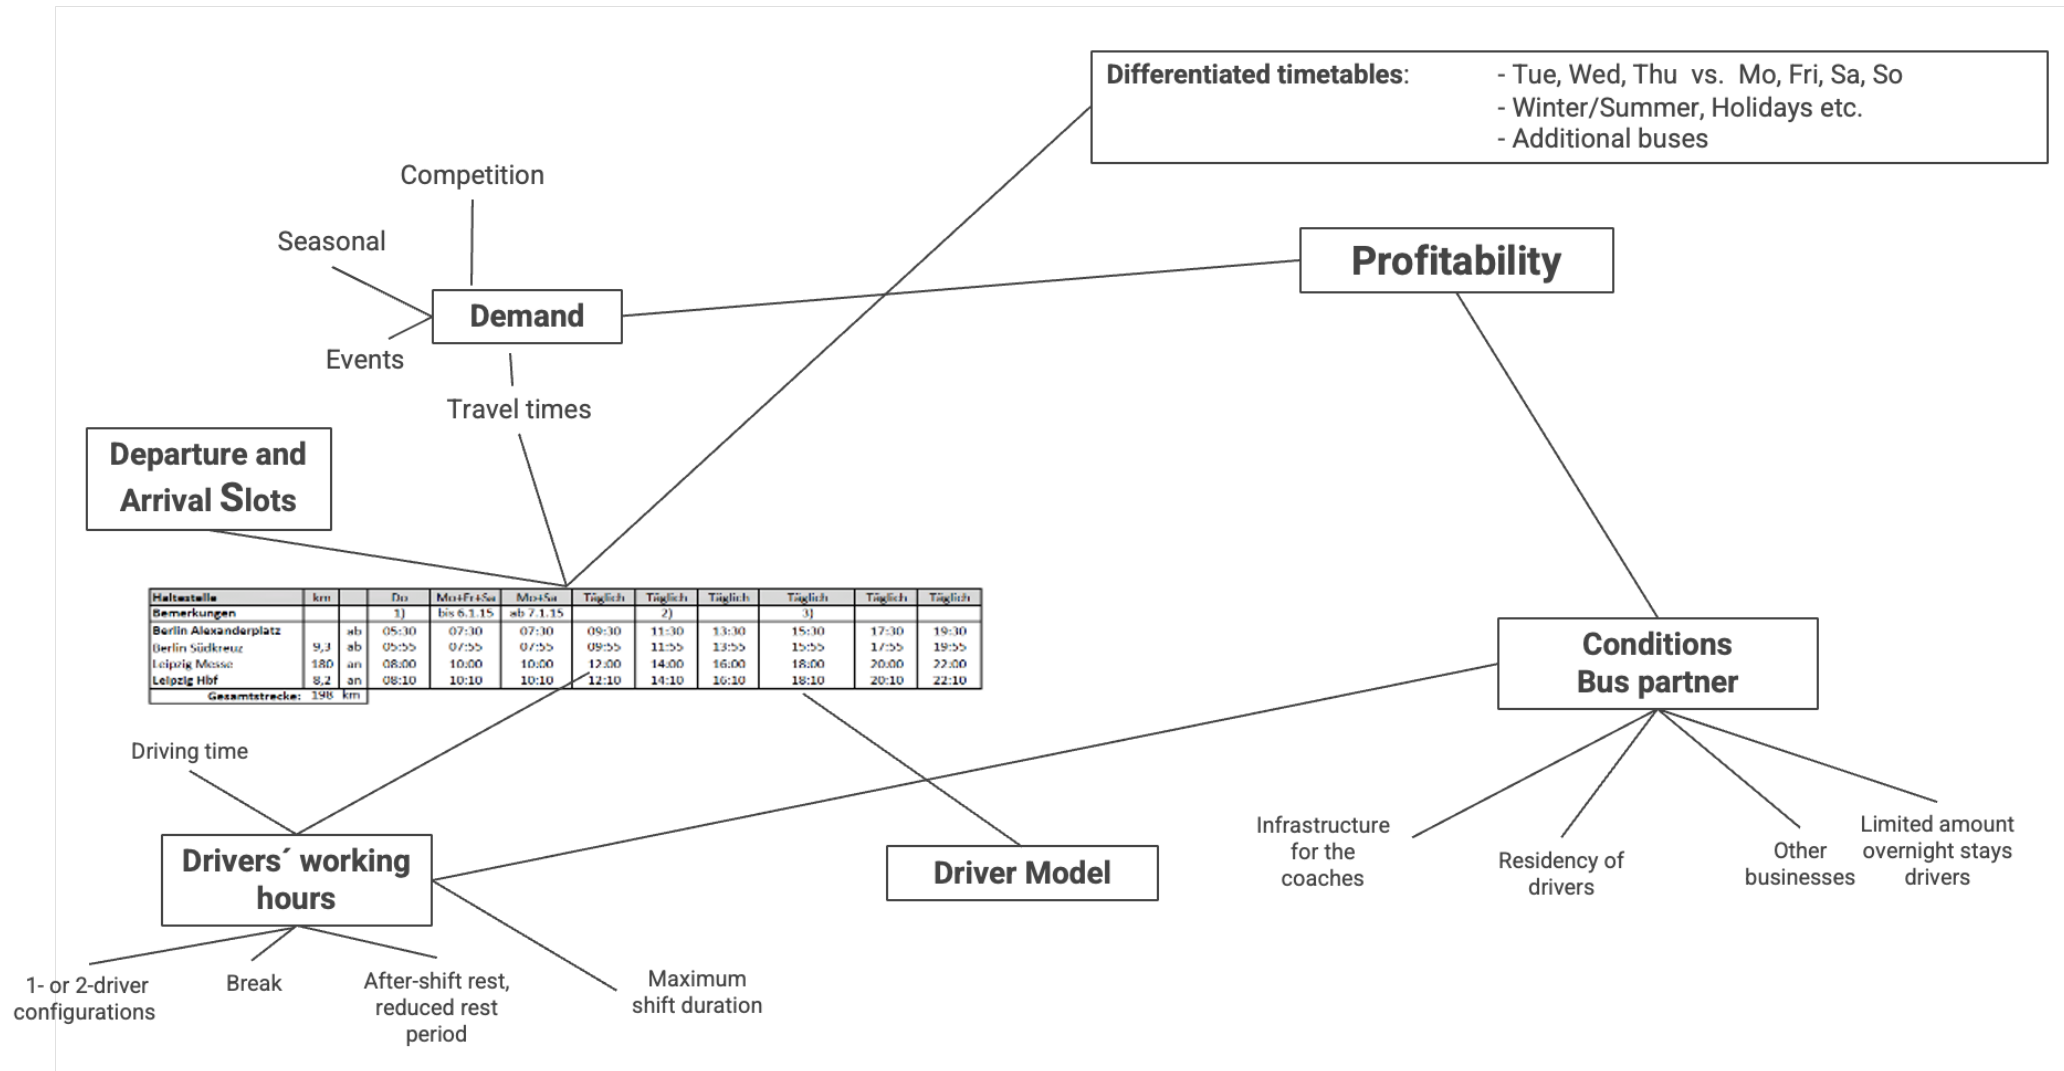 Differentiated timetables: - Tue, Wed, Thu vs. Mo, Fri, Sa, So
- Winter/Summer, Holidays etc.
- Additional buses
Competition
Seasonal
Profitability
Demand
Events
Travel times
Departure and
Arrival Slots
Haltestelle km Do Mo+Fr+Sa Mo+Sa Täglich Täglich Täglich Täglich Täglich Täglich
Bemerkungen 1) bis 6.1.15 ab 7.1.15 2) 3)
Berlin Alexanderplatz ab 05:30 07:30 07:30 09:30 11:30 13:30 15:30 17:30 19:30
Berlin Südkreuz 9,3 ab 05:55 07:55 07:55 09:55 11:55 13:55 15:55 17:55 19:55
Leipzig Messe 180 an 08:00 10:00 10:00 12:00 14:00 16:00 18:00 20:00 22:00
Leipzig Hbf 8,2 an 08:10 10:10 10:10 12:10 14:10 16:10 18:10 20:10 22:10
Gesamtstrecke: 198 km
Conditions
Bus partner
Driving time
Drivers´ working
hours
Driver Model
Infrastructure
for the
coaches
Residency of
drivers
Other
businesses
Limited amount
overnight stays
drivers
1- or 2-driver
configurations
Break
After-shift rest,
reduced rest
period
Maximum
shift duration